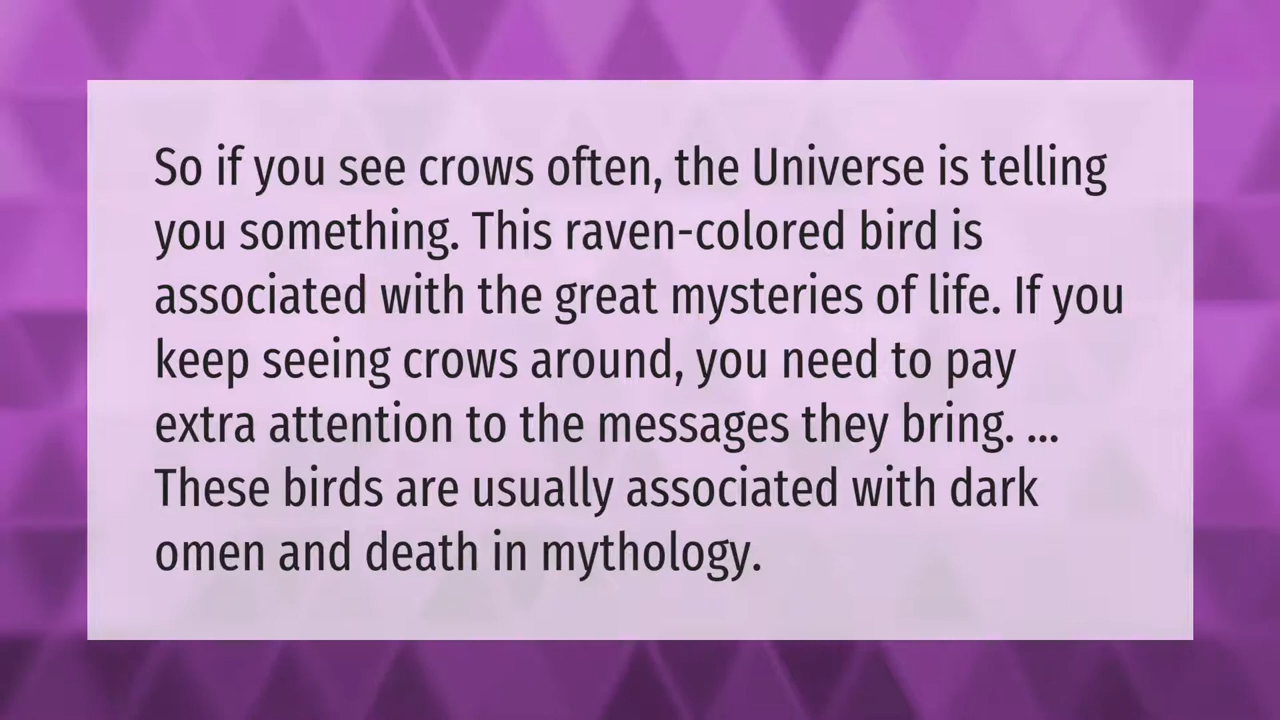 So if you see crows often, the Universe is telling
you something. This raven-colored bird is
associated with the great mysteries of life. If you
keep seeing crows around, you need to pay
extra attention to the messages they bring. ...
These birds are usually associated with dark
omen and death in mythology.